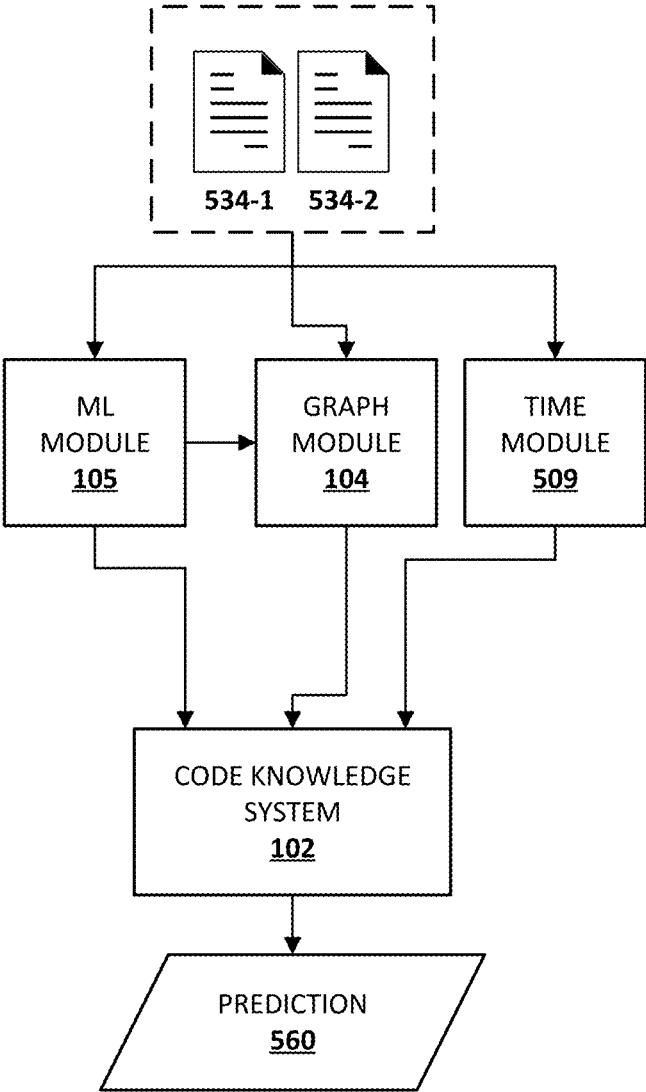 534-1 534-2
ML
MODULE
105
GRAPH
MODULE
104
TIME
MODULE
509
CODE KNOWLEDGE
SYSTEM
102
PREDICTION
560